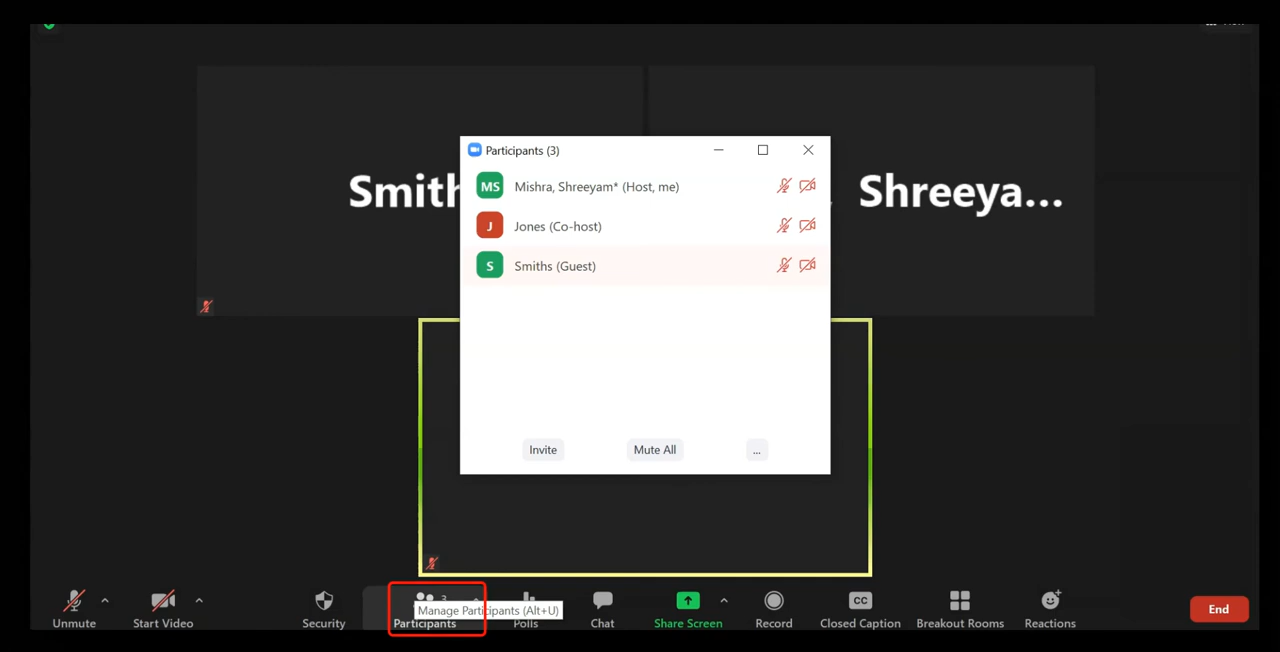 Smith
Shreeya...
Participants (3)
MS Mishra, Shreeyam* (Host, me)
J Jones (Co-host)
S Smiths (Guest)
Invite Mute All ...
3
Manage Participants (Alt+U)
Unmute Start Video Security Participants Polls Chat Share Screen Record CC Closed Caption Breakout Rooms Reactions End